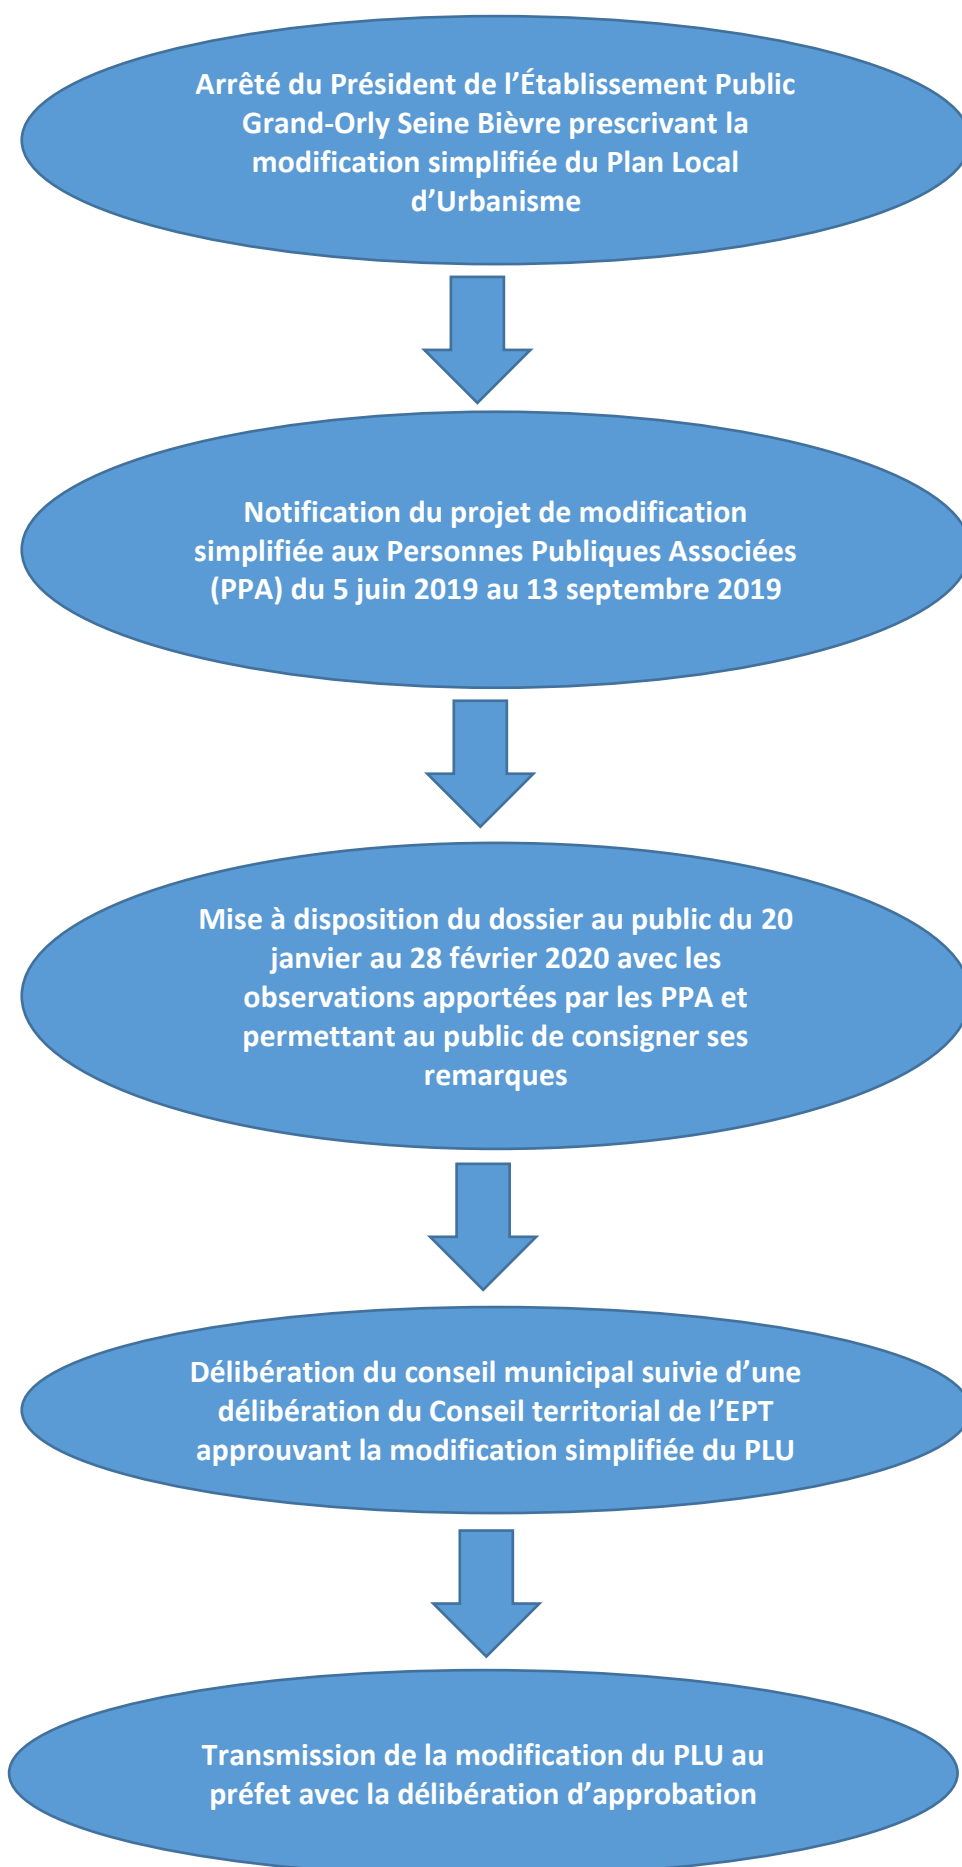 Arrêté du Président de l’Établissement Public
Grand-Orly Seine Bièvre prescrivant la
modification simplifiée du Plan Local
d’Urbanisme
Notification du projet de modification
simplifiée aux Personnes Publiques Associées
(PPA) du 5 juin 2019 au 13 septembre 2019
Mise à disposition du dossier au public du 20
janvier au 28 février 2020 avec les
observations apportées par les PPA et
permettant au public de consigner ses
remarques
Délibération du conseil municipal suivie d’une
délibération du Conseil territorial de l’EPT
approuvant la modification simplifiée du PLU
Transmission de la modification du PLU au
préfet avec la délibération d’approbation